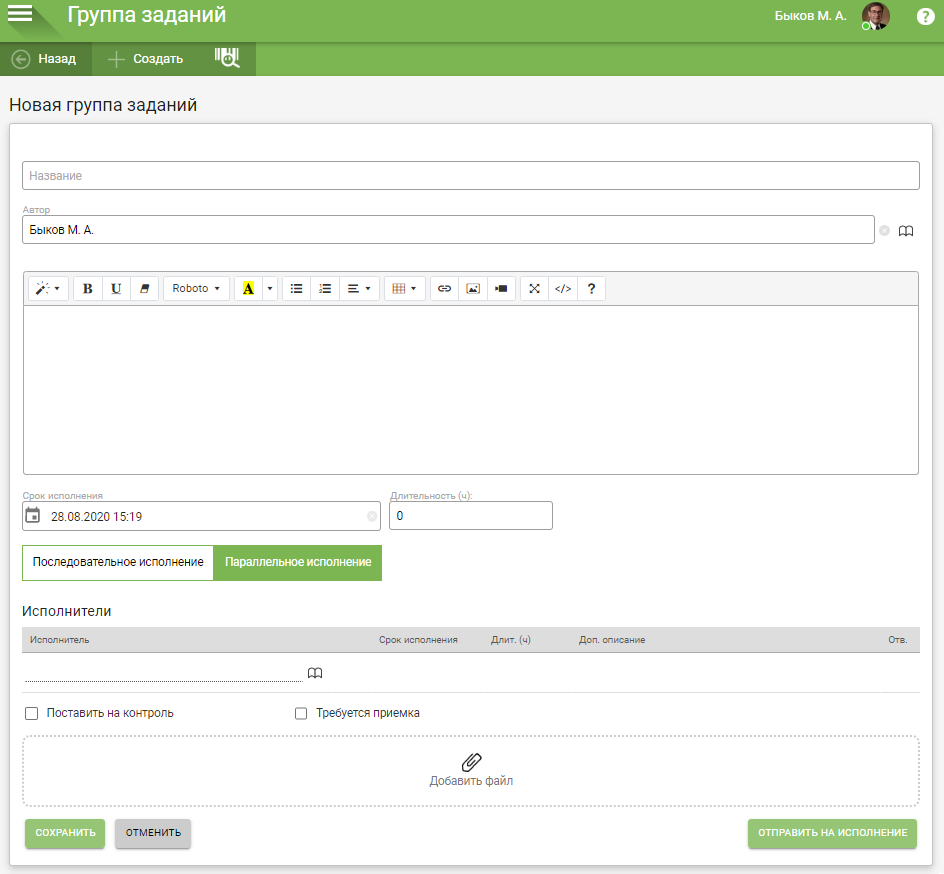 Группа заданий
Быков М. А.
?
Назад
Создать
Новая группа заданий
Название
Автор
Быков М. А.
B U Roboto A </> ?
Срок исполнения Длительность (ч):
28.08.2020 15:19 0
Последовательное исполнение Параллельное исполнение
Исполнители
Исполнитель Срок исполнения Длит. (ч) Доп. описание Отв.
Поставить на контроль Требуется приемка
Добавить файл
СОХРАНИТЬ ОТМЕНИТЬ ОТПРАВИТЬ НА ИСПОЛНЕНИЕ